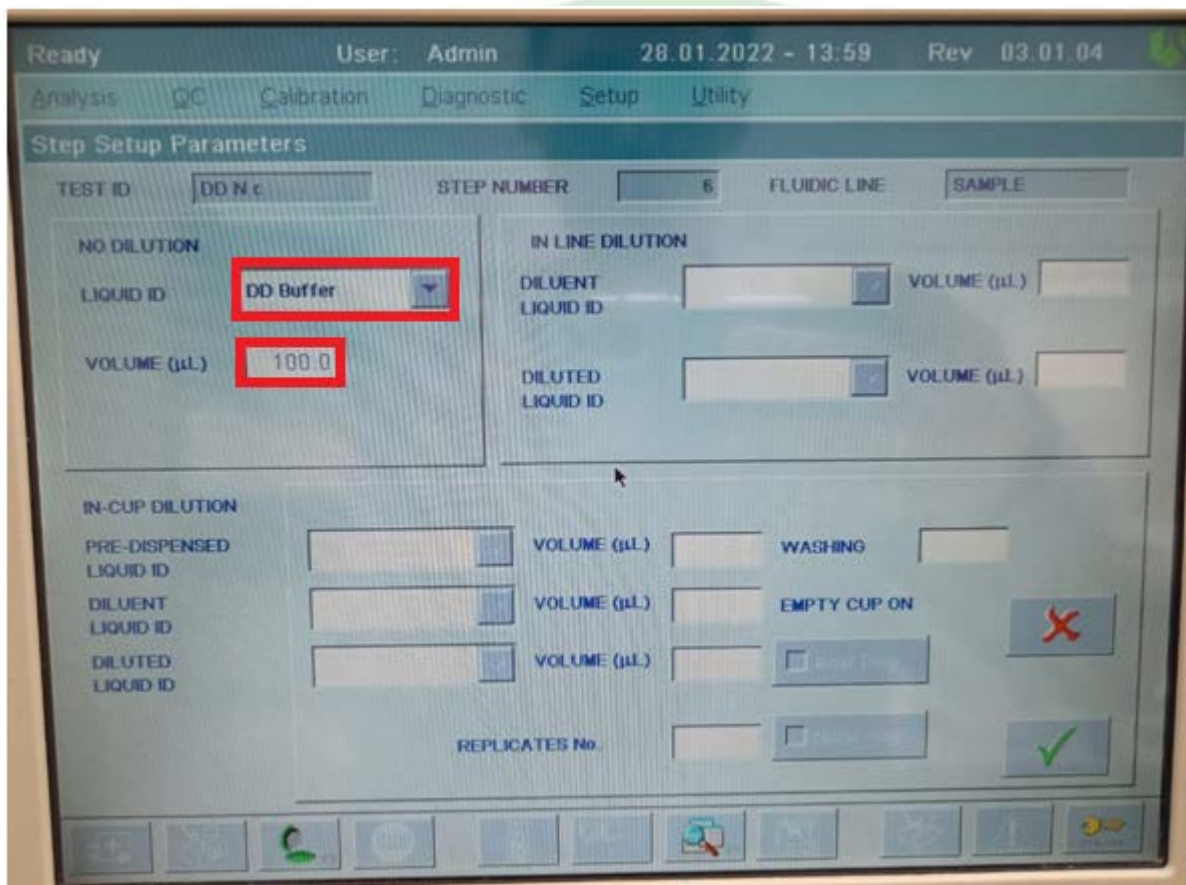 Ready User: Admin 28.01.2022 - 13:59 Rev 03.01.04
Analysis QC Calibration Diagnostic Setup Utility
Step Setup Parameters
TEST ID DD N c STEP NUMBER 6 FLUIDIC LINE SAMPLE
NO DILUTION
LIQUID ID DD Buffer
VOLUME (µL) 100.0
IN LINE DILUTION
DILUENT LIQUID ID VOLUME (µL)
DILUTED LIQUID ID VOLUME (µL)
IN-CUP DILUTION
PRE-DISPENSED LIQUID ID VOLUME (µL) WASHING
DILUENT LIQUID ID VOLUME (µL) EMPTY CUP ON
DILUTED LIQUID ID VOLUME (µL)
REPLICATES No.